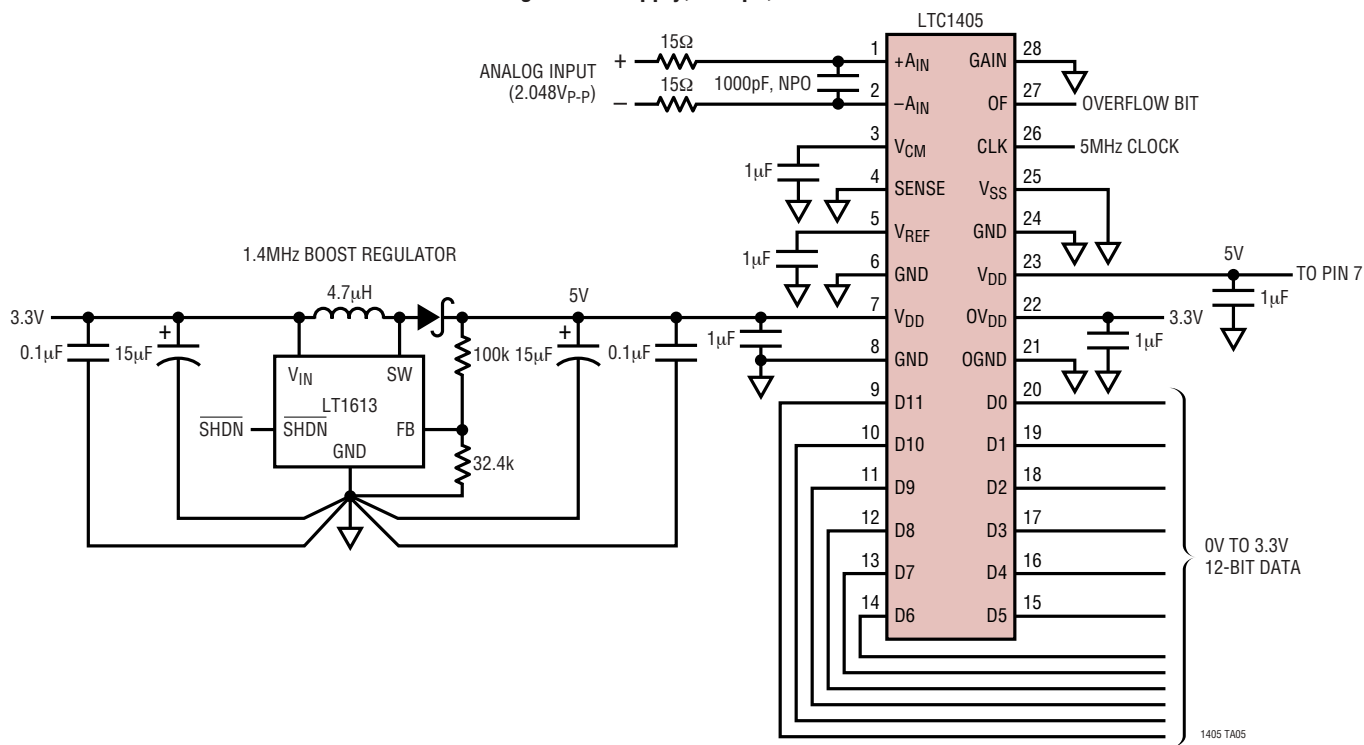 LTC1405
ANALOG INPUT
(2.048VP-P)
+
–
15Ω
15Ω
1000pF, NPO
1 +AIN
2 –AIN
3 VCM
4 SENSE
5 VREF
6 GND
7 VDD
8 GND
9 D11
10 D10
11 D9
12 D8
13 D7
14 D6
GAIN 28
OF 27 OVERFLOW BIT
CLK 26 5MHz CLOCK
VSS 25
GND 24
VDD 23 5V TO PIN 7
1µF
OVDD 22 3.3V
1µF
OGND 21
D0 20
D1 19
D2 18
D3 17
D4 16
D5 15
0V TO 3.3V
12-BIT DATA
1µF
1µF
1µF
1.4MHz BOOST REGULATOR
3.3V
4.7µH
5V
0.1µF
+
15µF
VIN
SW
LT1613
SHDN
SHDN
FB
GND
100k
32.4k
+
15µF
0.1µF
1405 TA05